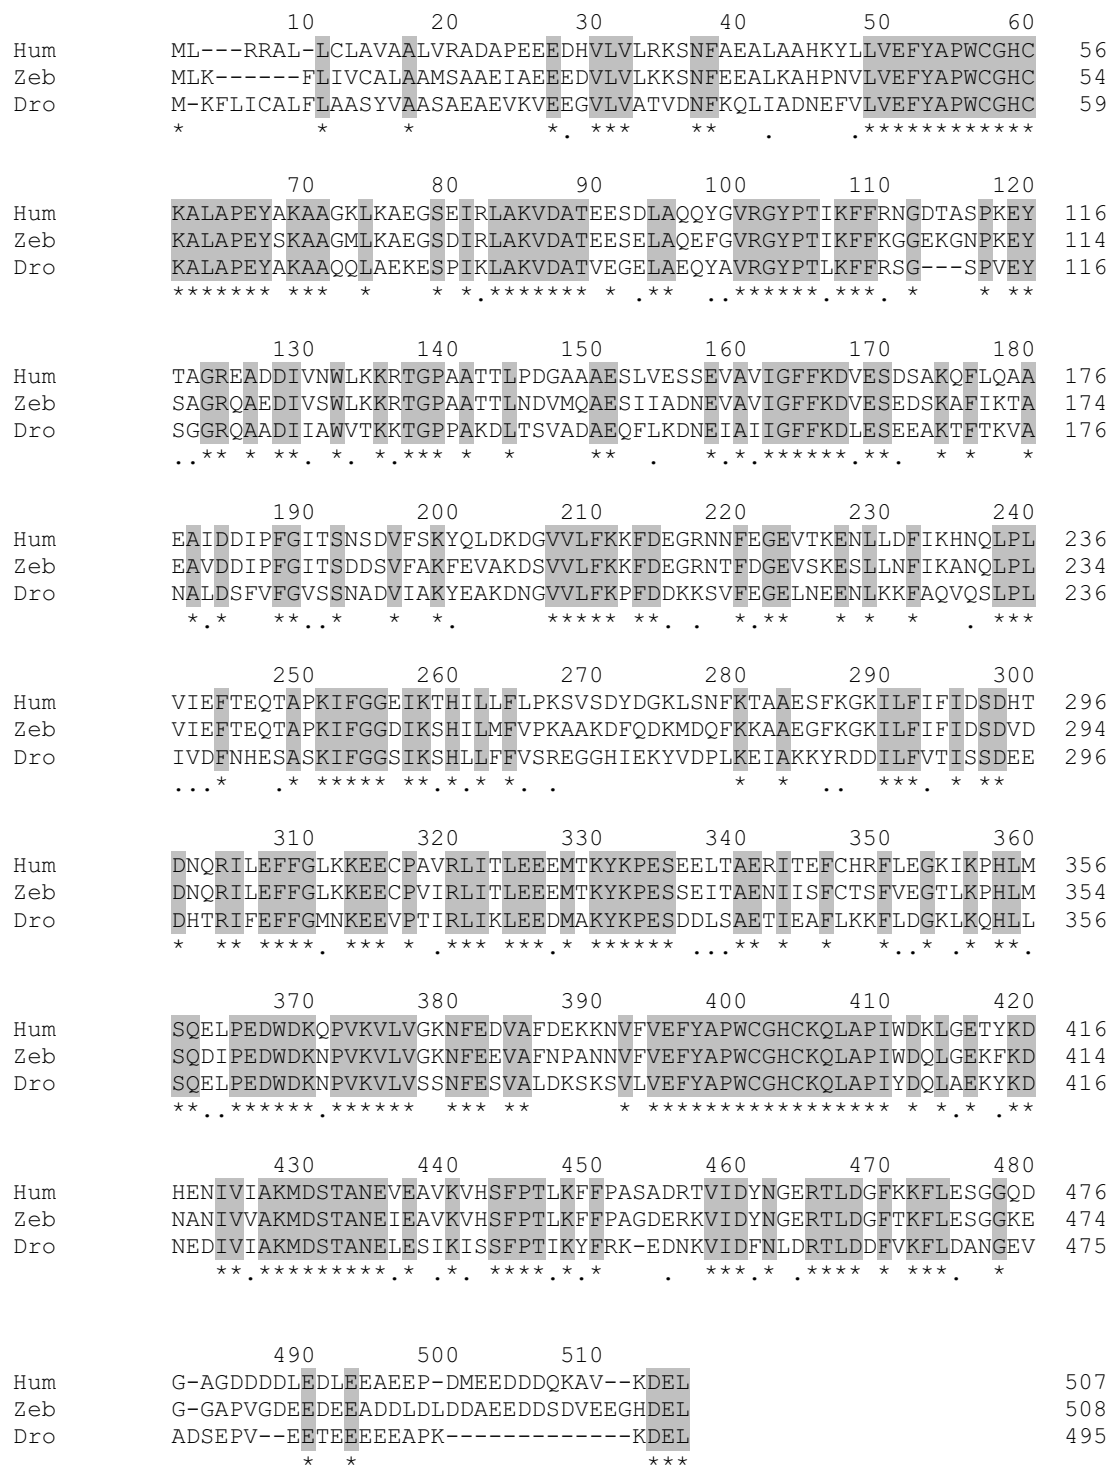 10 20 30 40 50 60
Hum ML---RRAL-LCLAVAALVRADAPEEEDHVLVLRKSNFAEALAAHKYLLVEFYAPWCGHC 56
Zeb MLK------FLIVCALAAMSAAEIAEEEDVLVLKKSNFEEALKAHPNVLVEFYAPWCGHC 54
Dro M-KFLICALFLAASYVAASAEAEVKVEEGVLVATVDNFKQLIADNEFVLVEFYAPWCGHC 59
* * * *. *** ** . .************
70 80 90 100 110 120
Hum KALAPEYAKAAGKLKAEGSEIRLAKVDATEESDLAQQYGVRGYPTIKFFRNGDTASPKEY 116
Zeb KALAPEYSKAAGMLKAEGSDIRLAKVDATEESELAQEFGVRGYPTIKFFKGGEKGNPKEY 114
Dro KALAPEYAKAAQQLAEKESPIKLAKVDATVEGELAEQYAVRGYPTLKFFRSG---SPVEY 116
******* *** * * *.******* * .** ..******.***. * * **
130 140 150 160 170 180
Hum TAGREADDIVNWLKKRTGPAATTLPDGAAAESLVESSEVAVIGFFKDVESDSAKQFLQAA 176
Zeb SAGRQAEDIVSWLKKRTGPAATTLNDVMQAESIIADNEVAVIGFFKDVESEDSKAFIKTA 174
Dro SGGRQAADIIAWVTKKTGPPAKDLTSVADAEQFLKDNEIAIIGFFKDLESEEAKTFTKVA 176
..** * **. *. *.*** * * ** . *.*.******.**. * * *
190 200 210 220 230 240
Hum EAIDDIPFGITSNSDVFSKYQLDKDGVVLFKKFDEGRNNFEGEVTKENLLDFIKHNQLPL 236
Zeb EAVDDIPFGITSDDSVFAKFEVAKDSVVLFKKFDEGRNTFDGEVSKESLLNFIKANQLPL 234
Dro NALDSFVFGVSSNADVIAKYEAKDNGVVLFKPFDDKKSVFEGELNEENLKKFAQVQSLPL 236
*.* **.. * * *. ***** **. . *.** * * * . ***
250 260 270 280 290 300
Hum VIEFTEQTAPKIFGGEIKTHILLFLPKSVSDYDGKLSNFKTAAESFKGKILFIFIDSDHT 296
Zeb VIEFTEQTAPKIFGGDIKSHILMFVPKAAKDFQDKMDQFKKAAEGFKGKILFIFIDSDVD 294
Dro IVDFNHESASKIFGGSIKSHLLFFVSREGGHIEKYVDPLKEIAKKYRDDILFVTISSDEE 296
...* .* ***** **.*.* *. . * * .. ***. * **
310 320 330 340 350 360
Hum DNQRILEFFGLKKEECPAVRLITLEEEMTKYKPESEELTAERITEFCHRFLEGKIKPHLM 356
Zeb DNQRILEFFGLKKEECPVIRLITLEEEMTKYKPESSEITAENIISFCTSFVEGTLKPHLM 354
Dro DHTRIFEFFGMNKEEVPTIRLIKLEEDMAKYKPESDDLSAETIEAFLKKFLDGKLKQHLL 356
* ** ****. *** * *** ***.* ****** ...** * * *..* .* **.
370 380 390 400 410 420
Hum SQELPEDWDKQPVKVLVGKNFEDVAFDEKKNVFVEFYAPWCGHCKQLAPIWDKLGETYKD 416
Zeb SQDIPEDWDKNPVKVLVGKNFEEVAFNPANNVFVEFYAPWCGHCKQLAPIWDQLGEKFKD 414
Dro SQELPEDWDKNPVKVLVSSNFESVALDKSKSVLVEFYAPWCGHCKQLAPIYDQLAEKYKD 416
**..****** ****** *** ** * ***************** * *.* .**
430 440 450 460 470 480
Hum HENIVIAKMDSTANEVEAVKVHSFPTLKFFPASADRTVIDYNGERTLDGFKKFLESGGQD 476
Zeb NANIVVAKMDSTANEIEAVKVHSFPTLKFFPAGDERKVIDYNGERTLDGFTKFLESGGKE 474
Dro NEDIVIAKMDSTANELESIKISSFPTIKYFRK-EDNKVIDFNLDRTLDDFVKFLDANGEV 475
**.*********.* .*. ****.* * . ***.* .**** * ***. *
490 500 510
Hum G-AGDDDDLEDLEEAEEP-DMEEDDDQKAV--KDEL 507
Zeb G-GAPVGDEEDEEADDLDLDDAEEDDSDVEEGHDEL 508
Dro ADSEPV--EETEEEEEAPK-------------KDEL 495
* * ***